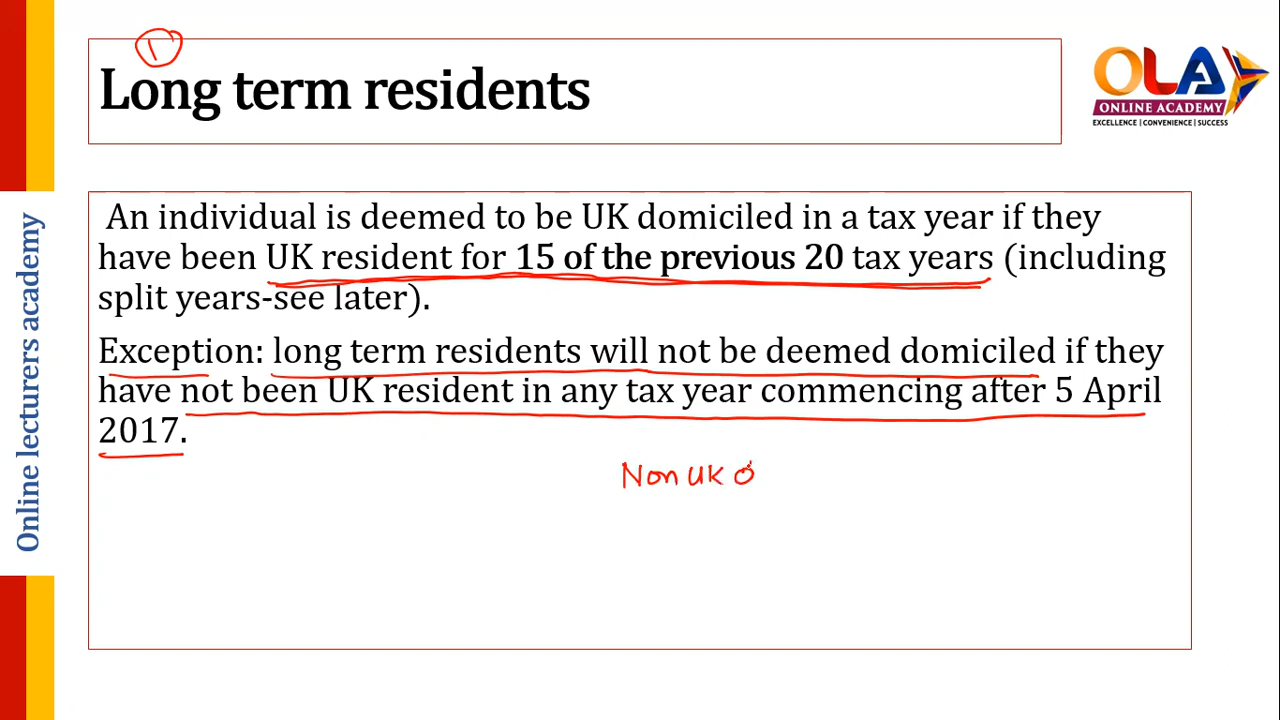 1
Long term residents
OLA
ONLINE ACADEMY
EXCELLENCE | CONVENIENCE | SUCCESS
Online lecturers academy
An individual is deemed to be UK domiciled in a tax year if they
have been UK resident for 15 of the previous 20 tax years (including
split years-see later).
Exception: long term residents will not be deemed domiciled if they
have not been UK resident in any tax year commencing after 5 April
2017.
Non UK